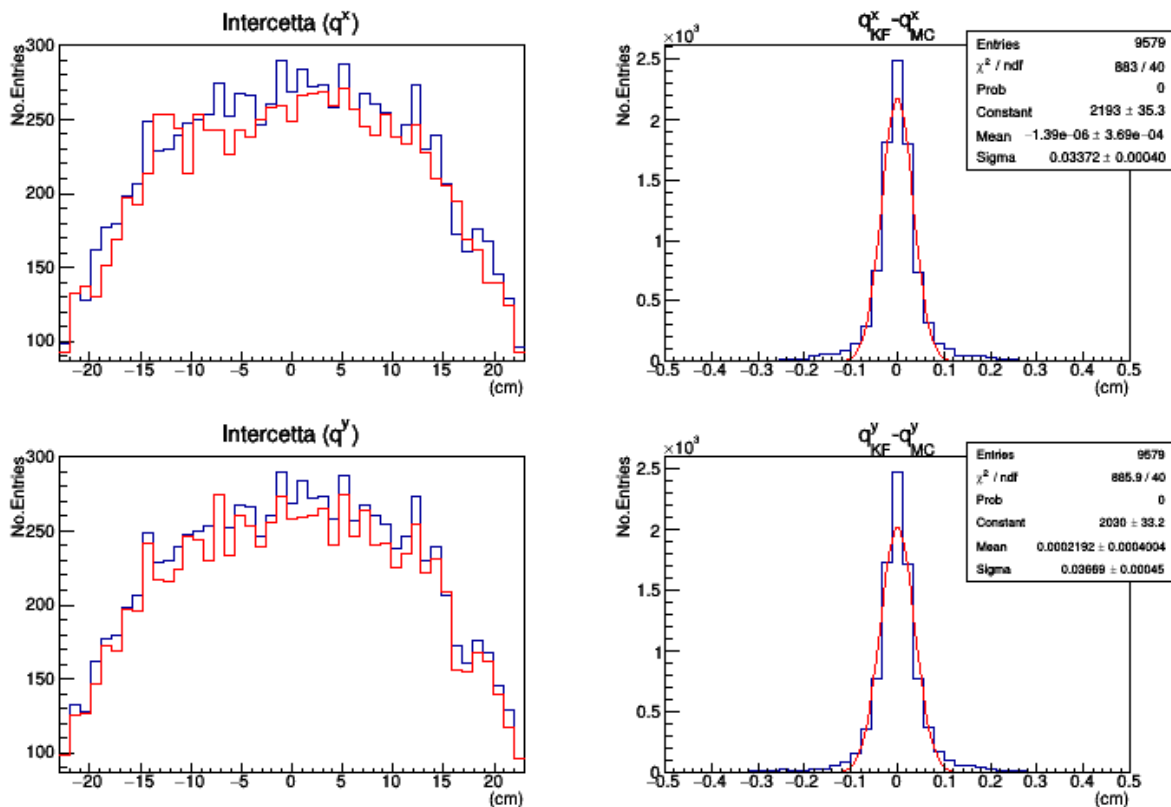 Intercetta (q^x)
No.Entries
300
250
200
150
100
−20 −15 −10 −5 0 5 10 15 20
(cm)
q^x_KF -q^x_MC
×10³
No.Entries
2.5
2
1.5
1
0.5
0
−0.5 −0.4 −0.3 −0.2 −0.1 0 0.1 0.2 0.3 0.4 0.5
(cm)
Entries 9579
χ² / ndf 883 / 40
Prob 0
Constant 2193 ± 35.3
Mean −1.39e−06 ± 3.69e−04
Sigma 0.03372 ± 0.00040
Intercetta (q^y)
No.Entries
300
250
200
150
100
−20 −15 −10 −5 0 5 10 15 20
(cm)
q^y_KF -q^y_MC
×10³
No.Entries
2.5
2
1.5
1
0.5
0
−0.5 −0.4 −0.3 −0.2 −0.1 0 0.1 0.2 0.3 0.4 0.5
(cm)
Entries 9579
χ² / ndf 885.9 / 40
Prob 0
Constant 2030 ± 33.2
Mean 0.0002192 ± 0.0004004
Sigma 0.03669 ± 0.00045